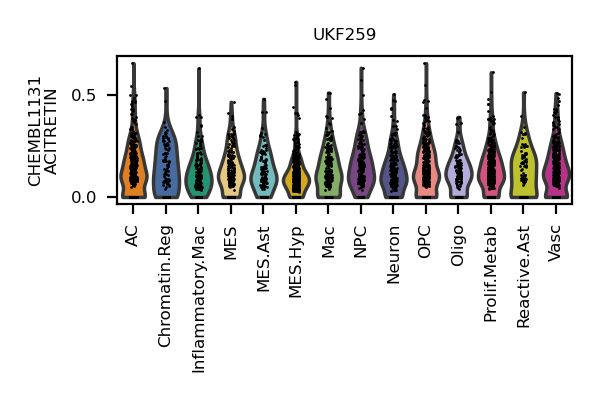 UKF259
CHEMBL1131
ACITRETIN
0.5
0.0
AC
Chromatin.Reg
Inflammatory.Mac
MES
MES.Ast
MES.Hyp
Mac
NPC
Neuron
OPC
Oligo
Prolif.Metab
Reactive.Ast
Vasc